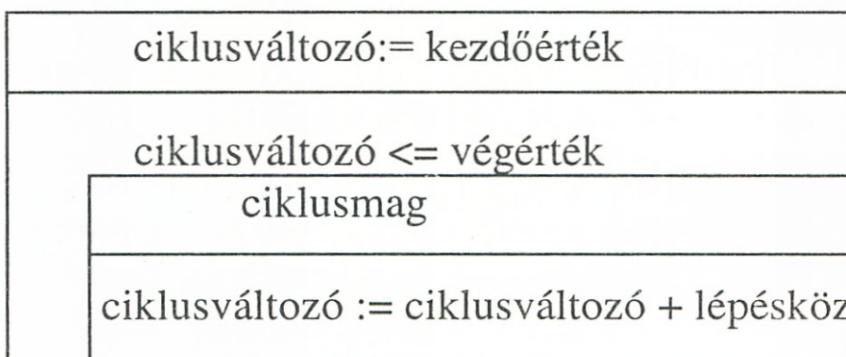 ciklusváltozó:= kezdőérték
ciklusváltozó <= végérték
ciklusmag
ciklusváltozó := ciklusváltozó + lépésköz